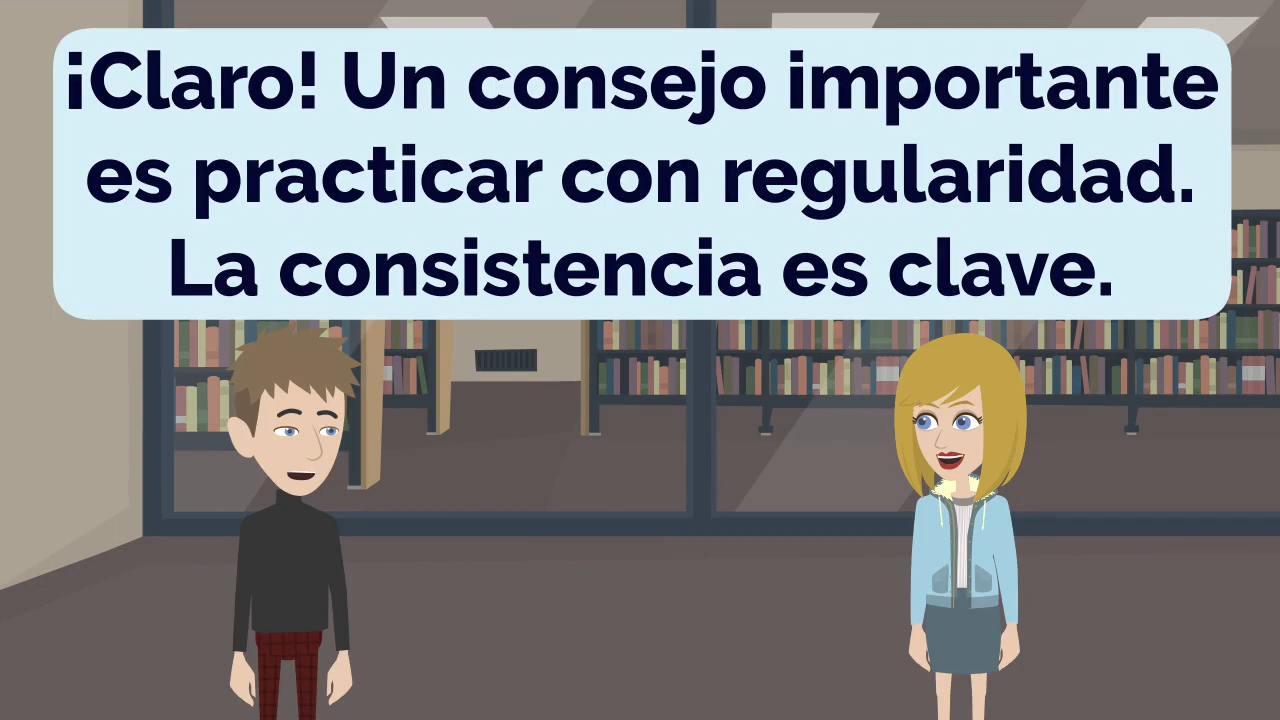 ¡Claro! Un consejo importante
es practicar con regularidad.
La consistencia es clave.